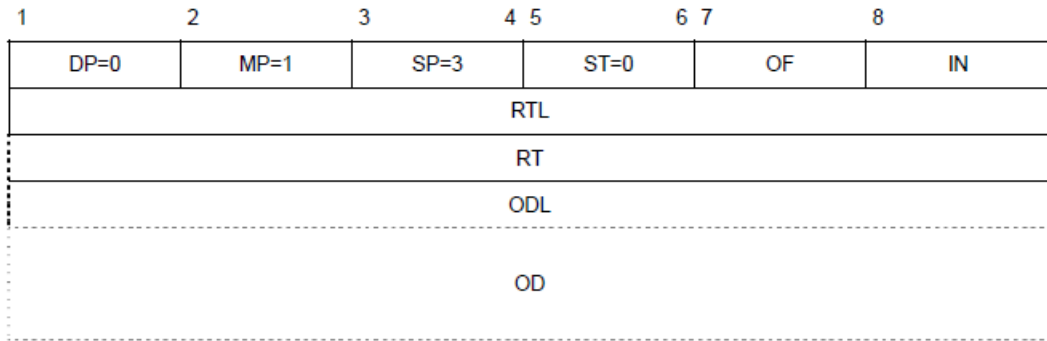 1 2 3 4 5 6 7 8
DP=0 MP=1 SP=3 ST=0 OF IN
RTL
RT
ODL
OD